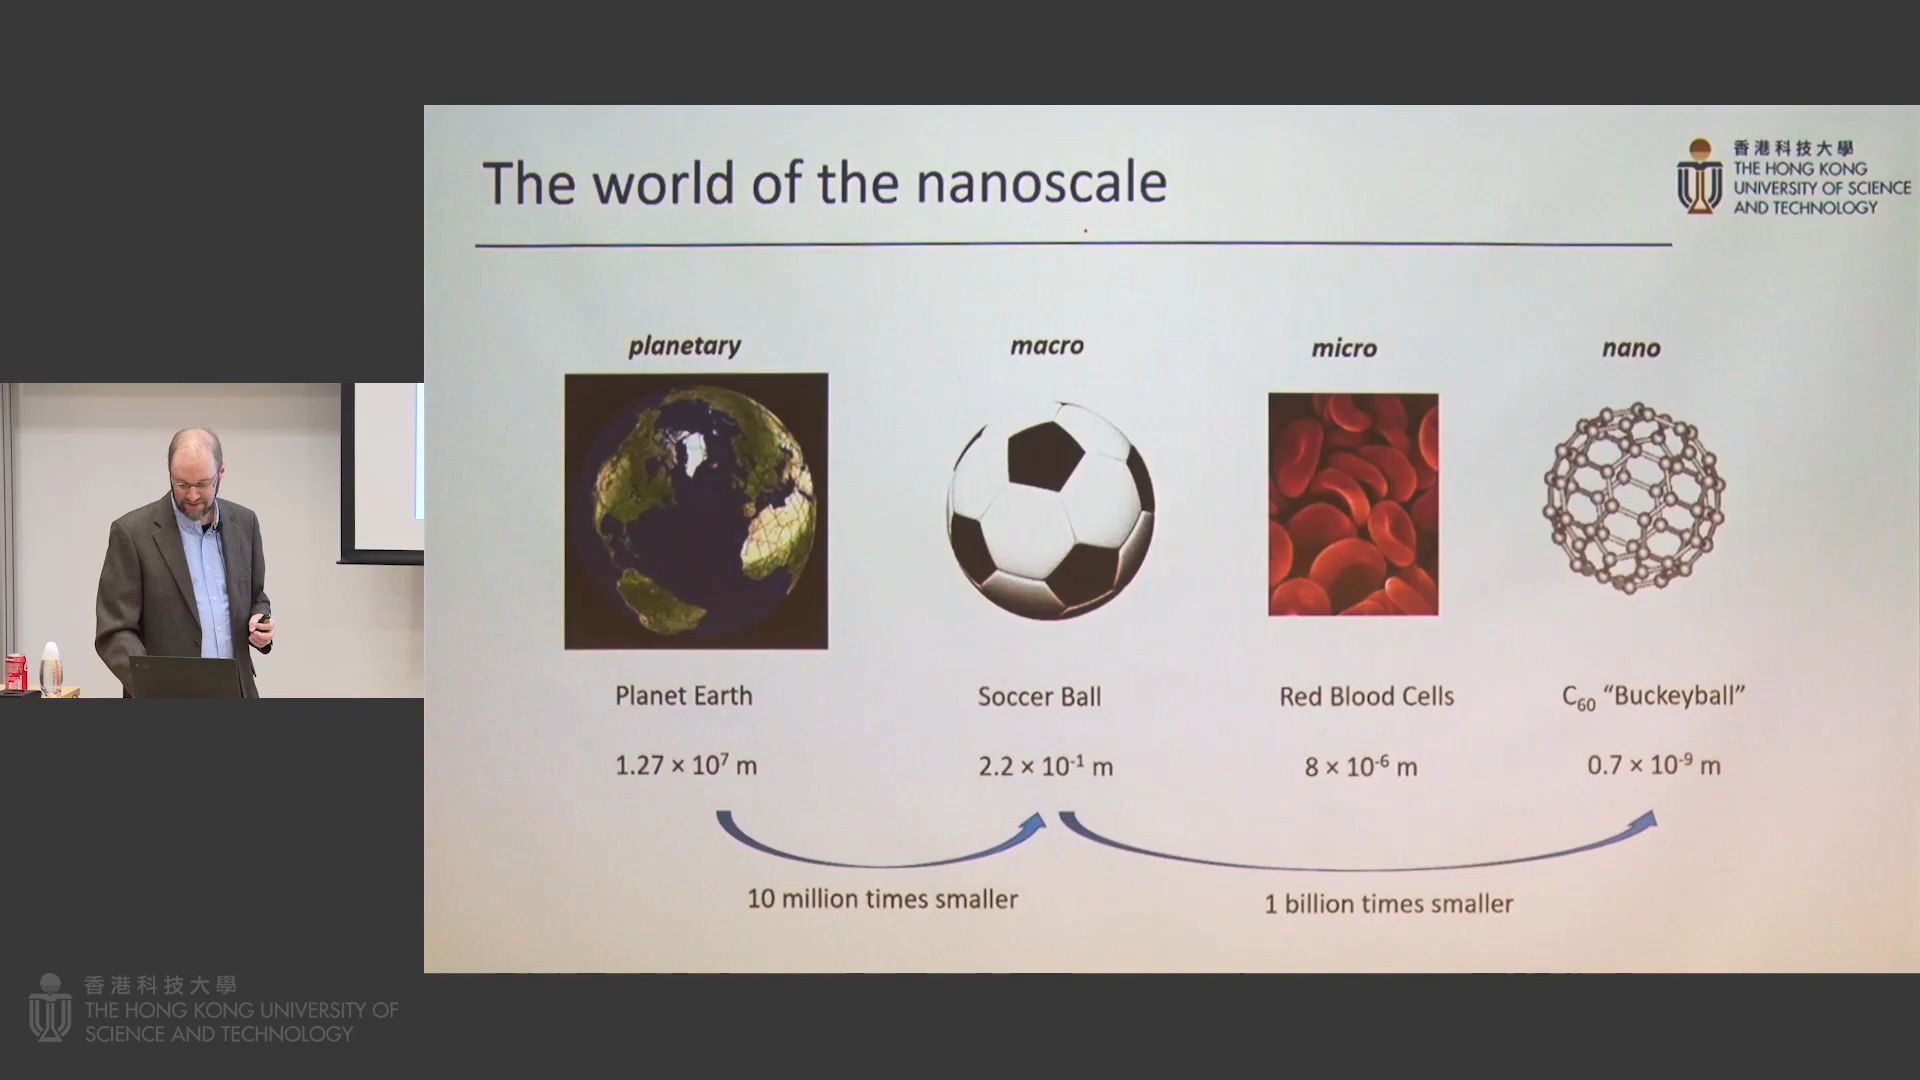 The world of the nanoscale
香港科技大學
THE HONG KONG
UNIVERSITY OF SCIENCE
AND TECHNOLOGY
planetary
macro
micro
nano
Planet Earth
Soccer Ball
Red Blood Cells
C₆₀ “Buckeyball”
1.27 × 10⁷ m
2.2 × 10⁻¹ m
8 × 10⁻⁶ m
0.7 × 10⁻⁹ m
10 million times smaller
1 billion times smaller
香港科技大學
THE HONG KONG UNIVERSITY OF
SCIENCE AND TECHNOLOGY